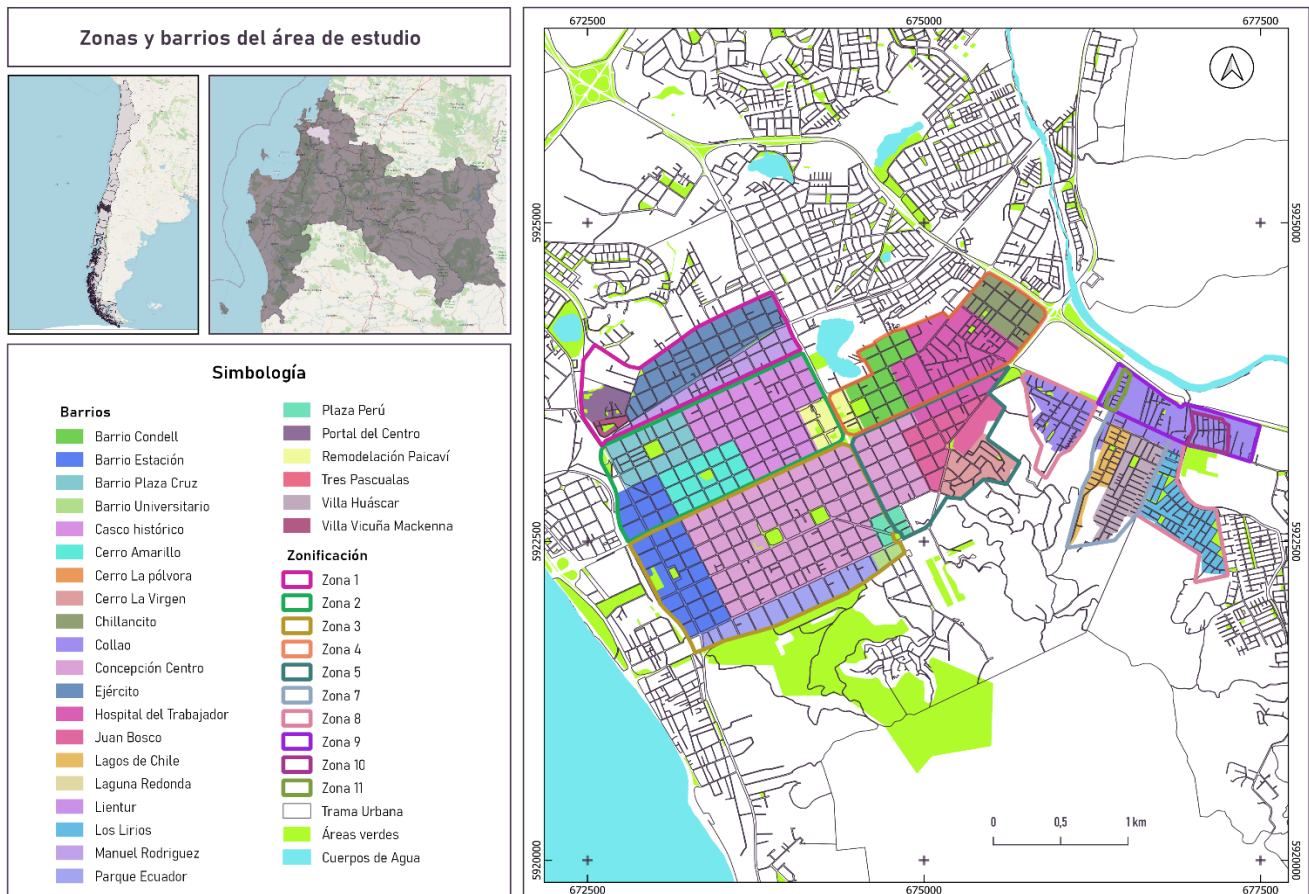 Zonas y barrios del área de estudio
Simbología
Barrios
Barrio Condell
Barrio Estación
Barrio Plaza Cruz
Barrio Universitario
Casco histórico
Cerro Amarillo
Cerro La pólvora
Cerro La Virgen
Chillancito
Collao
Concepción Centro
Ejército
Hospital del Trabajador
Juan Bosco
Lagos de Chile
Laguna Redonda
Lientur
Los Lirios
Manuel Rodriguez
Parque Ecuador
Plaza Perú
Portal del Centro
Remodelación Paicaví
Tres Pascualas
Villa Huáscar
Villa Vicuña Mackenna
Zonificación
Zona 1
Zona 2
Zona 3
Zona 4
Zona 5
Zona 7
Zona 8
Zona 9
Zona 10
Zona 11
Trama Urbana
Áreas verdes
Cuerpos de Agua
672500
675000
677500
5925000
5925000
5922500
5922500
0
0,5
1 km
5920000
5920000
672500
675000
677500